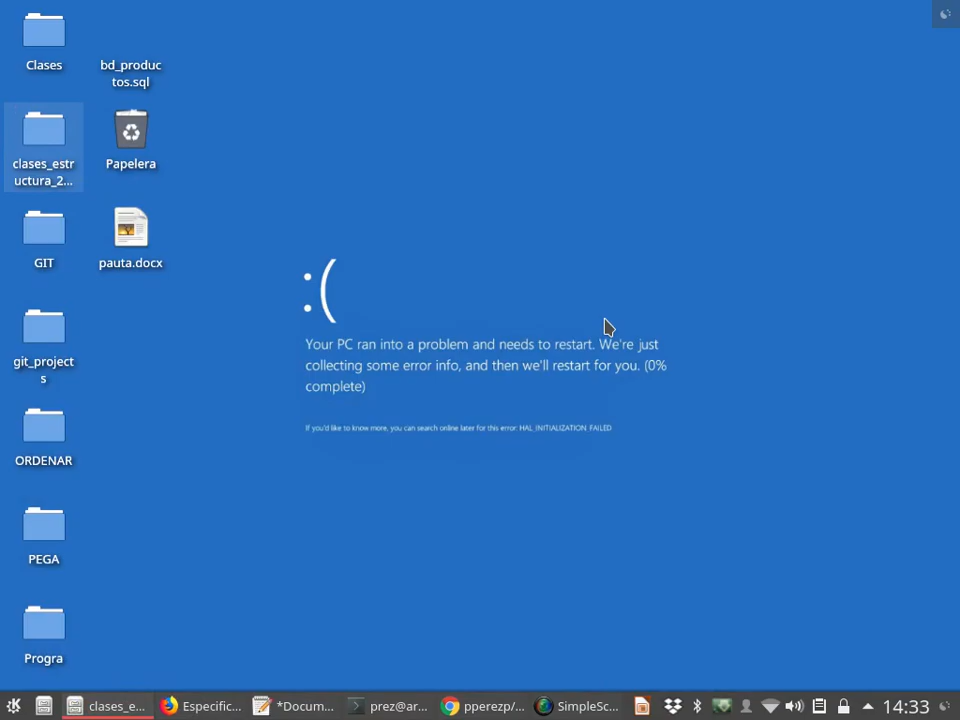 Clases
bd_produc
tos.sql
clases_estr
uctura_2...
Papelera
GIT
pauta.docx
:(
Your PC ran into a problem and needs to restart. We're just
collecting some error info, and then we'll restart for you. (0%
complete)
If you'd like to know more, you can search online later for this error: HAL_INITIALIZATION_FAILED
git_project
s
ORDENAR
PEGA
Progra
clases_e... Especific... *Docum... prez@ar... pperezp/... SimpleSc... 14:33